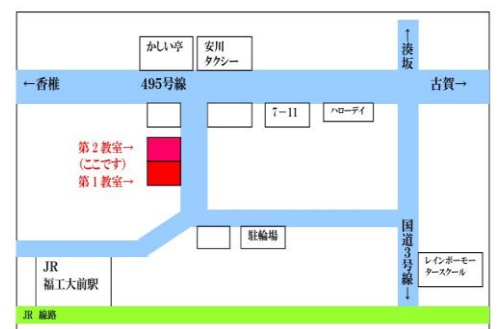 かしい亭
安川
タクシー
←湊坂
←香椎
495号線
古賀→
7-11
ハローデイ
第2教室→
(ここです)
第1教室→
駐輪場
国道3号線→
レインボーモー
タースクール
JR
福工大前駅
JR 線路